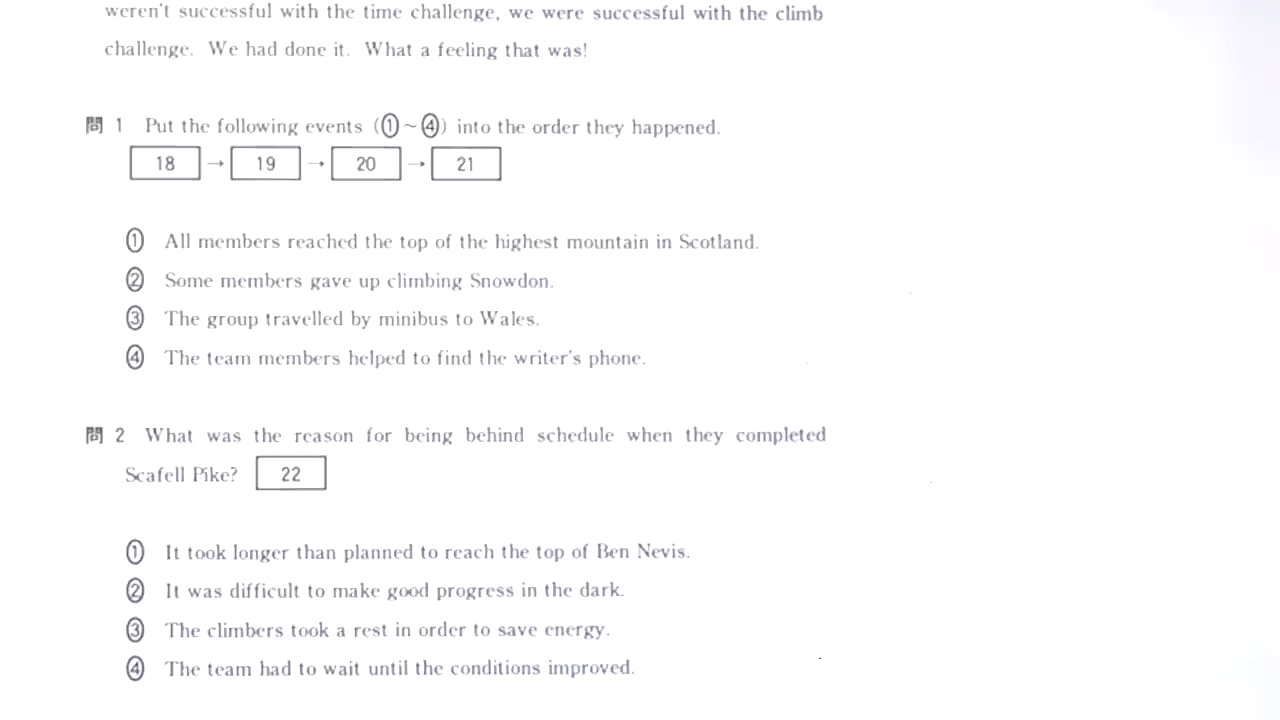 weren't successful with the time challenge, we were successful with the climb
challenge. We had done it. What a feeling that was!
問 1 Put the following events (①~④) into the order they happened.
18 → 19 → 20 → 21
① All members reached the top of the highest mountain in Scotland.
② Some members gave up climbing Snowdon.
③ The group travelled by minibus to Wales.
④ The team members helped to find the writer's phone.
問 2 What was the reason for being behind schedule when they completed
Scafell Pike? 22
① It took longer than planned to reach the top of Ben Nevis.
② It was difficult to make good progress in the dark.
③ The climbers took a rest in order to save energy.
④ The team had to wait until the conditions improved.